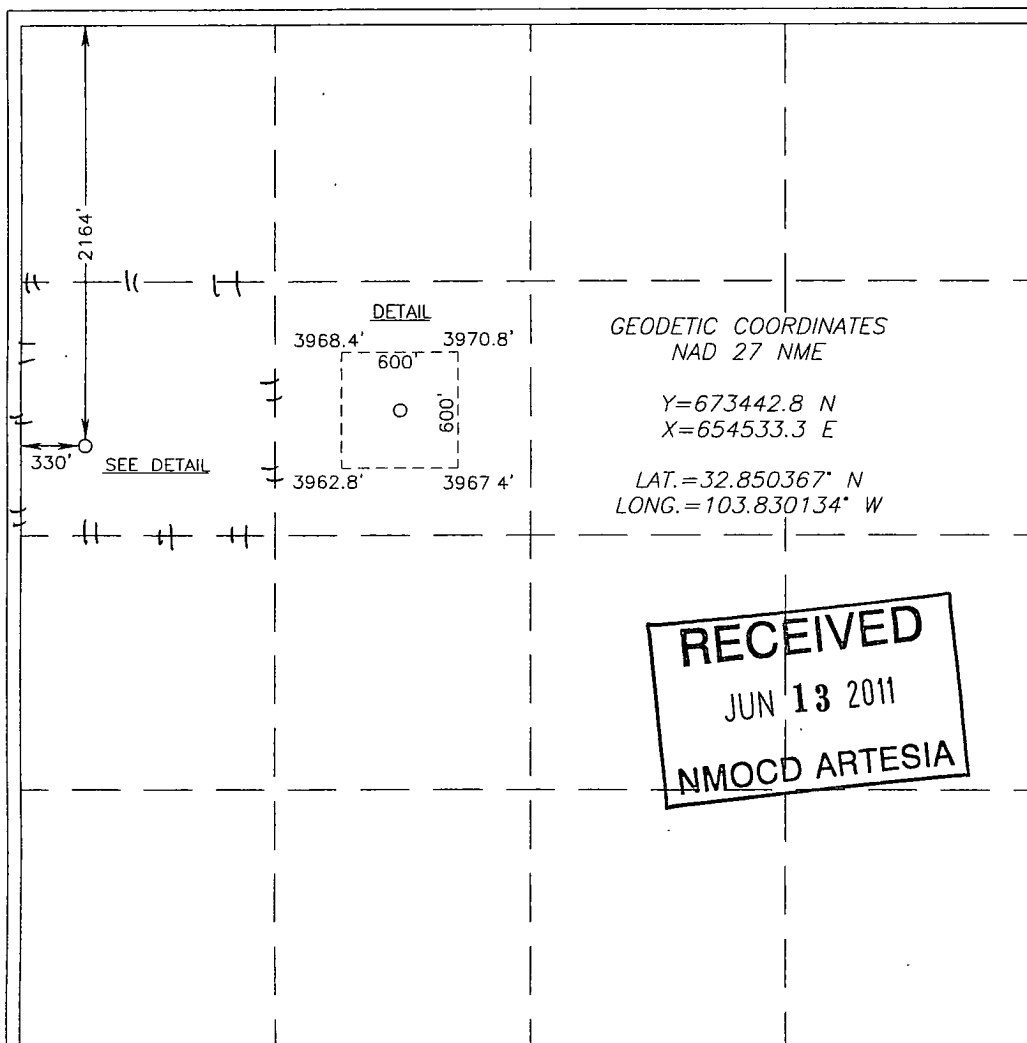 2164'
330'
SEE DETAIL
DETAIL
3968.4' 3970.8'
600'
600'
3962.8' 3967 4'
GEODETIC COORDINATES
NAD 27 NME
Y=673442.8 N
X=654533.3 E
LAT.=32.850367° N
LONG.=103.830134° W
RECEIVED
JUN 13 2011
NMOCD ARTESIA